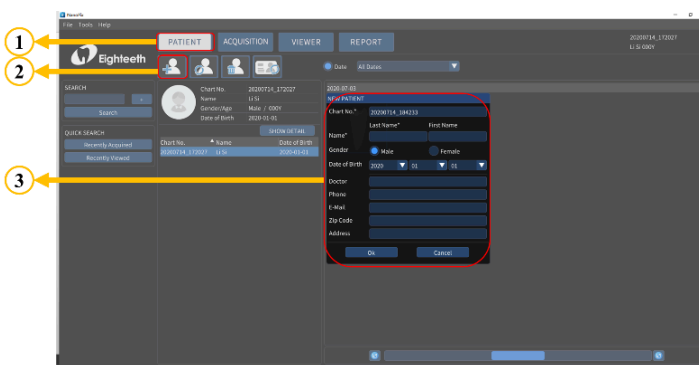 File Tools Help
20200714_172027
Li Si 000Y
1
PATIENT ACQUISITION VIEWER REPORT
Eighteeth
2
Date All Dates
SEARCH
Search
QUICK SEARCH
Recently Acquired
Recently Viewed
Chart No. 20200714_172027
Name Li Si
Gender/Age Male / 000Y
Date of Birth 2020-01-01
SHOW DETAIL
Chart No. Name Date of Birth
20200714_172027 Li Si 2020-01-01
2020-07-03
NEW PATIENT
Chart No.* 20200714_184233
Last Name* First Name
Name*
Gender Male Female
Date of Birth 2020 01 01
3
Doctor
Phone
E-Mail
Zip Code
Address
Ok Cancel